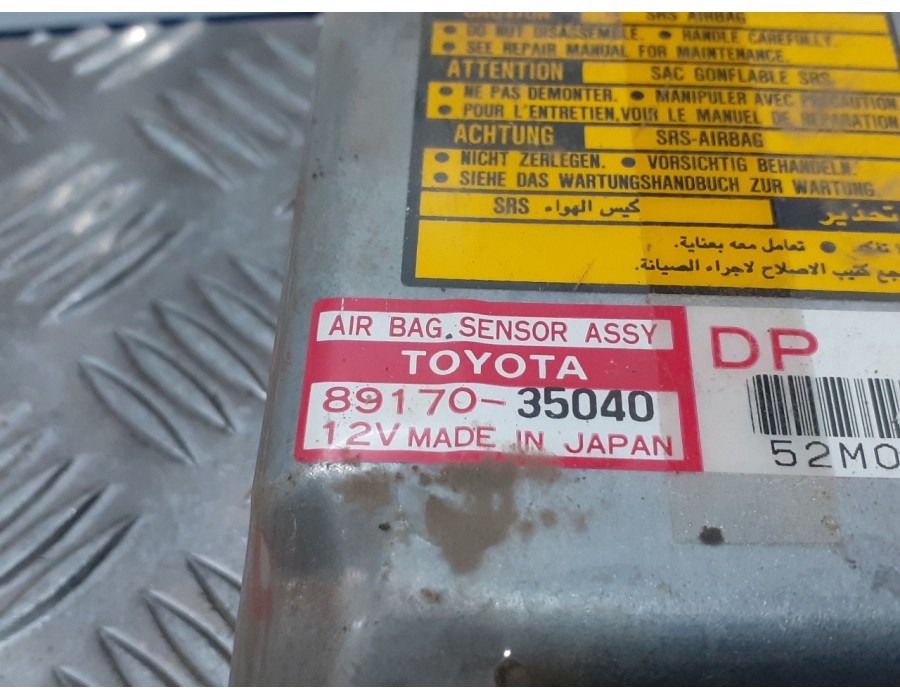 CAUTION SRS AIRBAG
● DO NOT DISASSEMBLE. ● HANDLE CAREFULLY.
● SEE REPAIR MANUAL FOR MAINTENANCE.
ATTENTION SAC GONFLABLE SRS
● NE PAS DEMONTER. ● MANIPULER AVEC PRECAUTION
● POUR L'ENTRETIEN, VOIR LE MANUEL DE REPARATION
ACHTUNG SRS-AIRBAG
● NICHT ZERLEGEN. ● VORSICHTIG BEHANDELN.
● SIEHE DAS WARTUNGSHANDBUCH ZUR WARTUNG.
تحذير كيس الهواء SRS
● تعامل معه بعناية.
كتيب الاصلاح لاجراء الصيانة.
AIR BAG SENSOR ASSY
TOYOTA
89170-35040
12V MADE IN JAPAN
DP
52M0